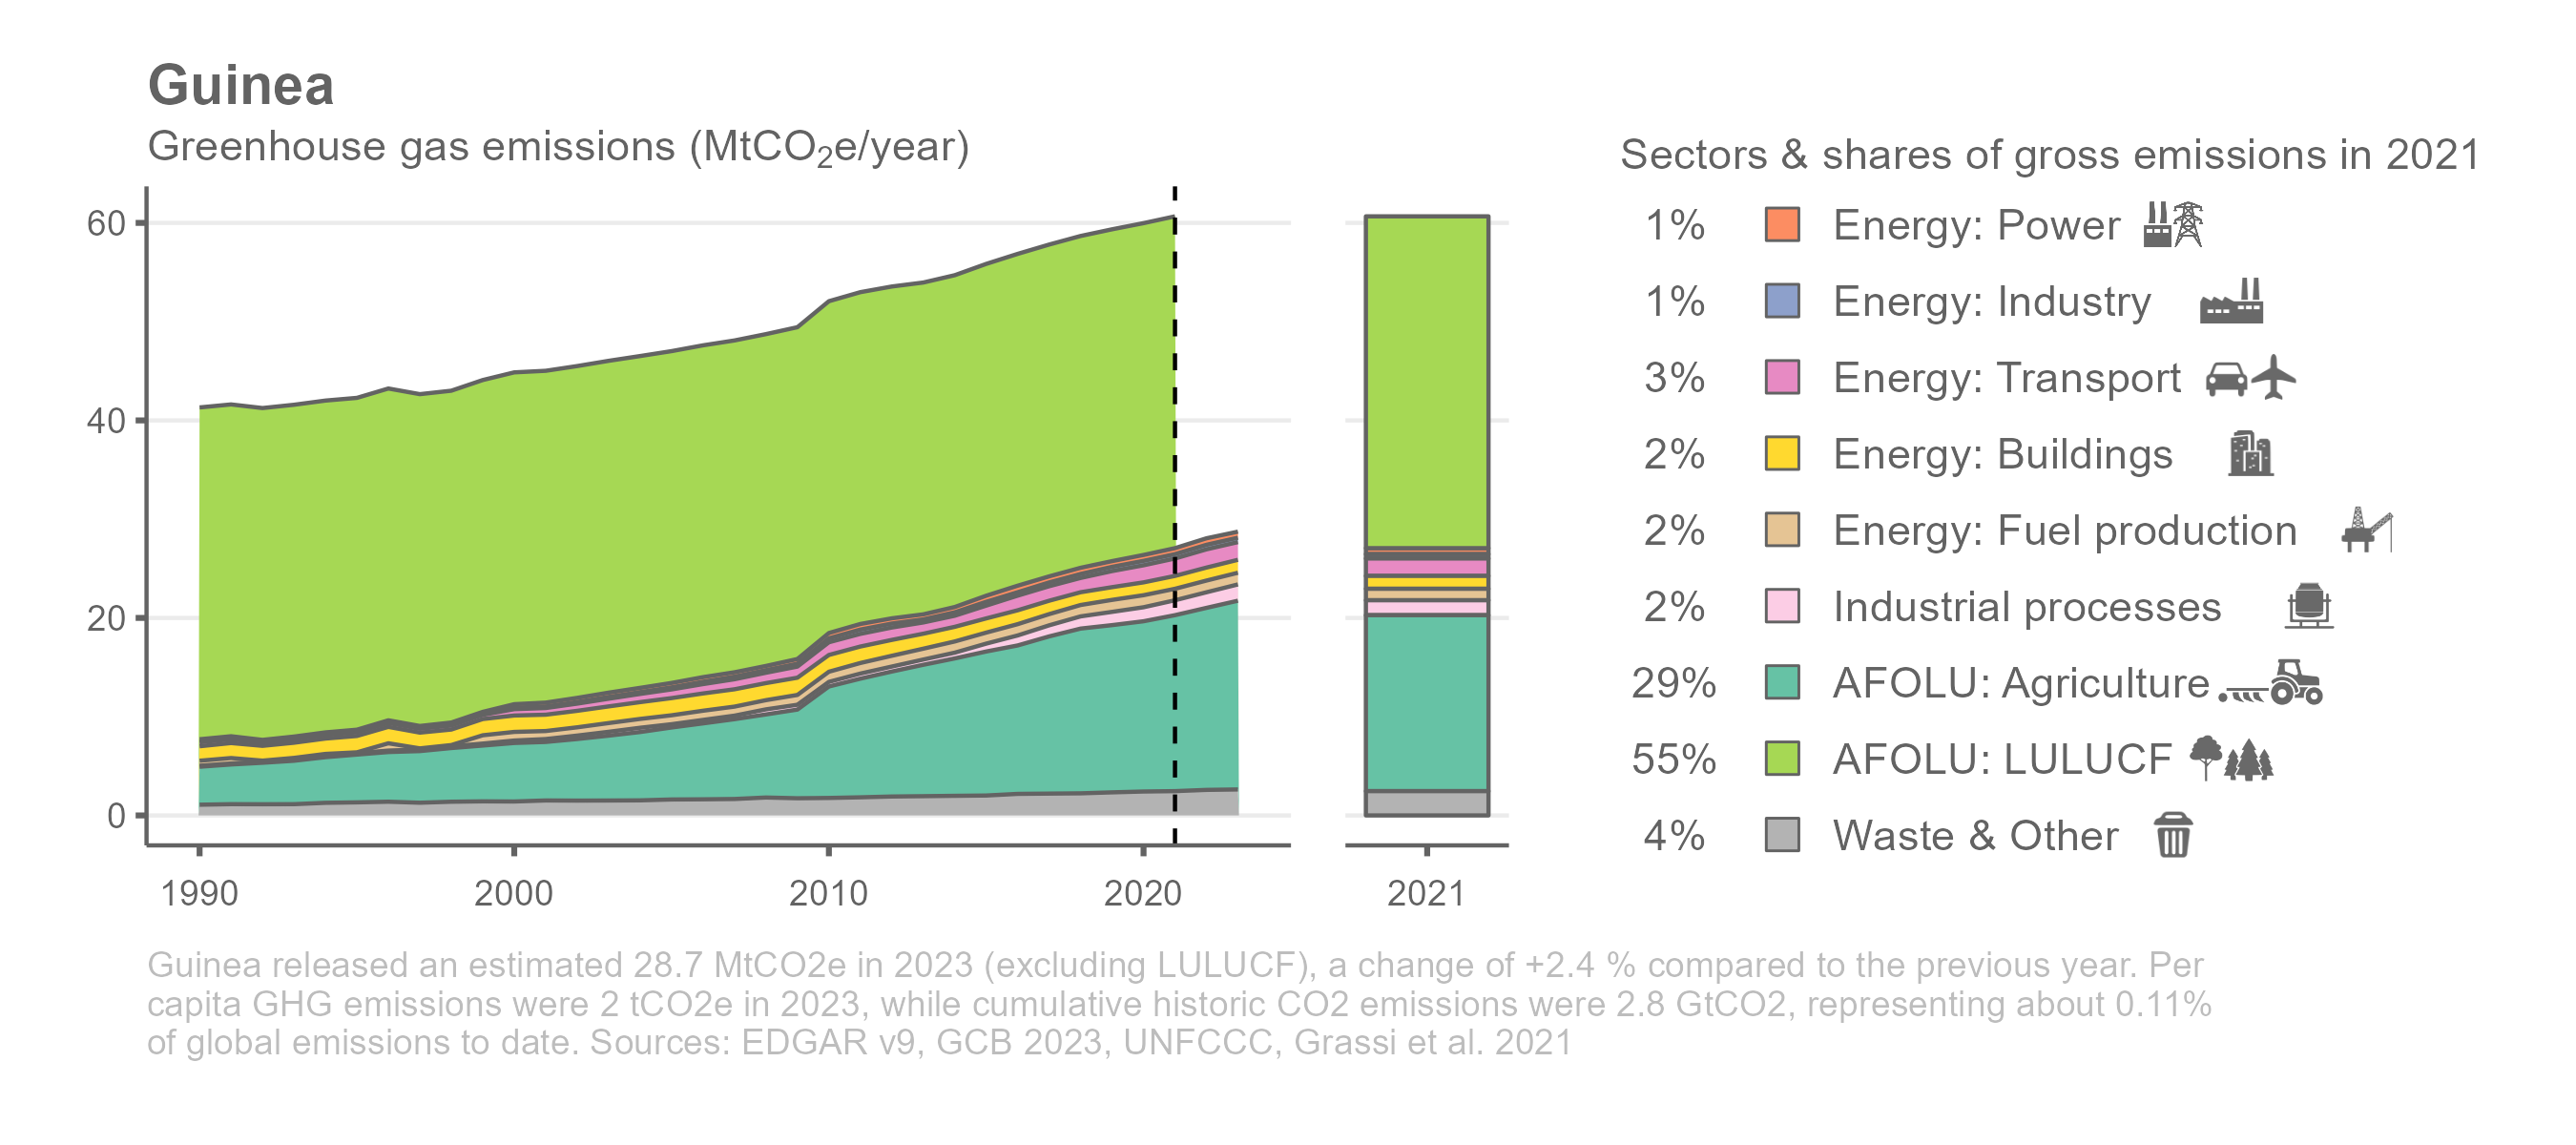 Guinea
Greenhouse gas emissions (MtCO₂e/year)
60
40
20
0
1990
2000
2010
2020
2021
Sectors & shares of gross emissions in 2021
1% Energy: Power
1% Energy: Industry
3% Energy: Transport
2% Energy: Buildings
2% Energy: Fuel production
2% Industrial processes
29% AFOLU: Agriculture
55% AFOLU: LULUCF
4% Waste & Other
Guinea released an estimated 28.7 MtCO2e in 2023 (excluding LULUCF), a change of +2.4 % compared to the previous year. Per
capita GHG emissions were 2 tCO2e in 2023, while cumulative historic CO2 emissions were 2.8 GtCO2, representing about 0.11%
of global emissions to date. Sources: EDGAR v9, GCB 2023, UNFCCC, Grassi et al. 2021